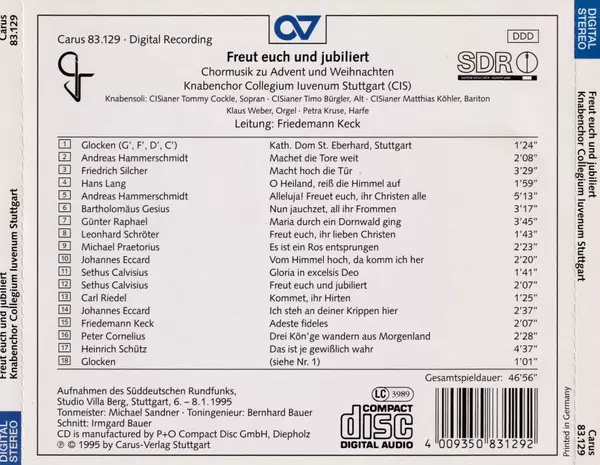 Carus 83.129
Freut euch und jubiliert
Knabenchor Collegium Iuvenum Stuttgart
DIGITAL STEREO
Carus 83.129 · Digital Recording
DDD
SDR
Freut euch und jubiliert
Chormusik zu Advent und Weihnachten
Knabenchor Collegium Iuvenum Stuttgart (CIS)
Knabensoli: CISianer Tommy Cockle, Sopran · CISianer Timo Bürgler, Alt · CISianer Matthias Köhler, Bariton
Klaus Weber, Orgel · Petra Kruse, Harfe
Leitung: Friedemann Keck
1 Glocken (G′, F′, D′, C′) Kath. Dom St. Eberhard, Stuttgart 1′24″
2 Andreas Hammerschmidt Machet die Tore weit 2′08″
3 Friedrich Silcher Macht hoch die Tür 3′29″
4 Hans Lang O Heiland, reiß die Himmel auf 1′59″
5 Andreas Hammerschmidt Alleluja! Freuet euch, ihr Christen alle 5′13″
6 Bartholomäus Gesius Nun jauchzet, all ihr Frommen 3′17″
7 Günter Raphael Maria durch ein Dornwald ging 3′45″
8 Leonhard Schröter Freut euch, ihr lieben Christen 1′43″
9 Michael Praetorius Es ist ein Ros entsprungen 2′23″
10 Johannes Eccard Vom Himmel hoch, da komm ich her 2′20″
11 Sethus Calvisius Gloria in excelsis Deo 1′41″
12 Sethus Calvisius Freut euch und jubiliert 2′07″
13 Carl Riedel Kommet, ihr Hirten 1′25″
14 Johannes Eccard Ich steh an deiner Krippen hier 2′37″
15 Friedemann Keck Adeste fideles 2′07″
16 Peter Cornelius Drei Kön'ge wandern aus Morgenland 2′28″
17 Heinrich Schütz Das ist je gewißlich wahr 4′37″
18 Glocken (siehe Nr. 1) 1′01″
Gesamtspieldauer: 46′56″
Aufnahmen des Süddeutschen Rundfunks,
Studio Villa Berg, Stuttgart, 6. – 8.1.1995
Tonmeister: Michael Sandner · Toningenieur: Bernhard Bauer
Schnitt: Irmgard Bauer
CD is manufactured by P+O Compact Disc GmbH, Diepholz
℗ © 1995 by Carus-Verlag Stuttgart
LC 3989
COMPACT
disc
DIGITAL AUDIO
4 009350 831292
Printed in Germany
DIGITAL STEREO
Freut euch und jubiliert
Knabenchor Collegium Iuvenum Stuttgart
Carus 83.129